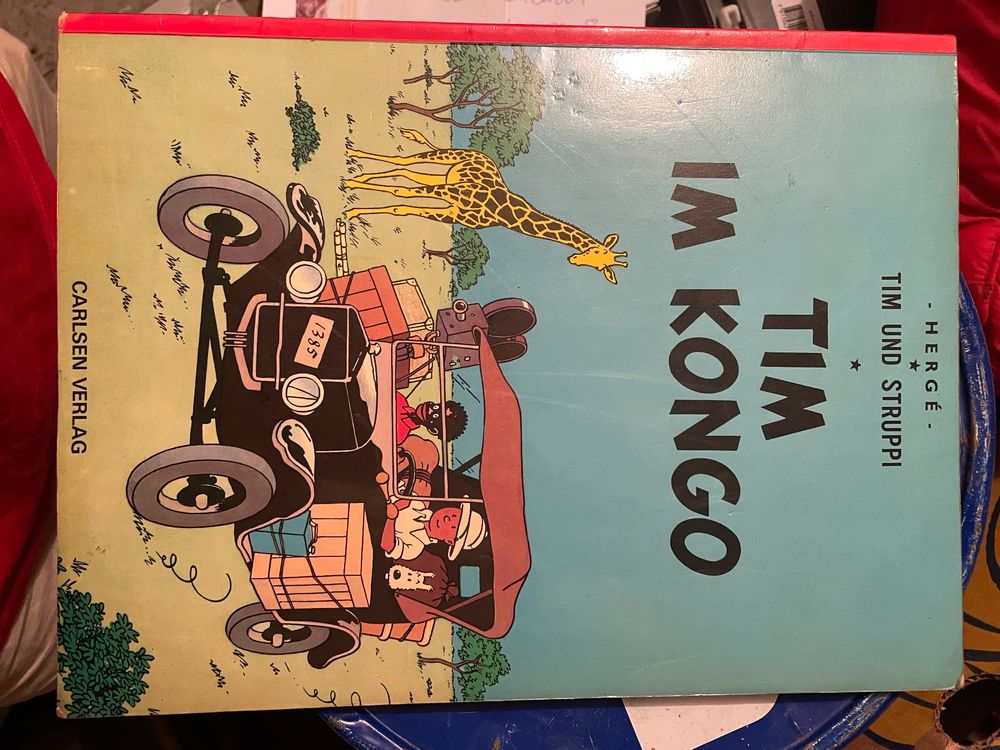 - HERGÉ -
TIM UND STRUPPI
TIM
IM KONGO
1385
CARLSEN VERLAG